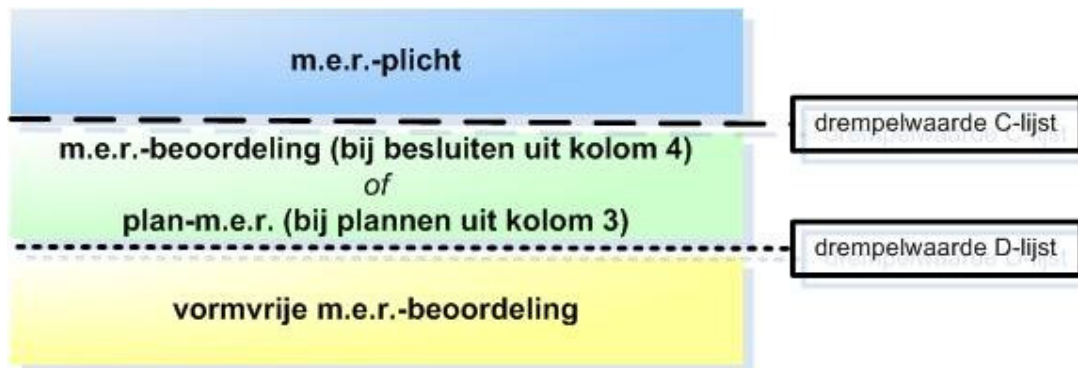 m.e.r.-plicht
drempelwaarde C-lijst
m.e.r.-beoordeling (bij besluiten uit kolom 4)
of
plan-m.e.r. (bij plannen uit kolom 3)
drempelwaarde D-lijst
vormvrije m.e.r.-beoordeling